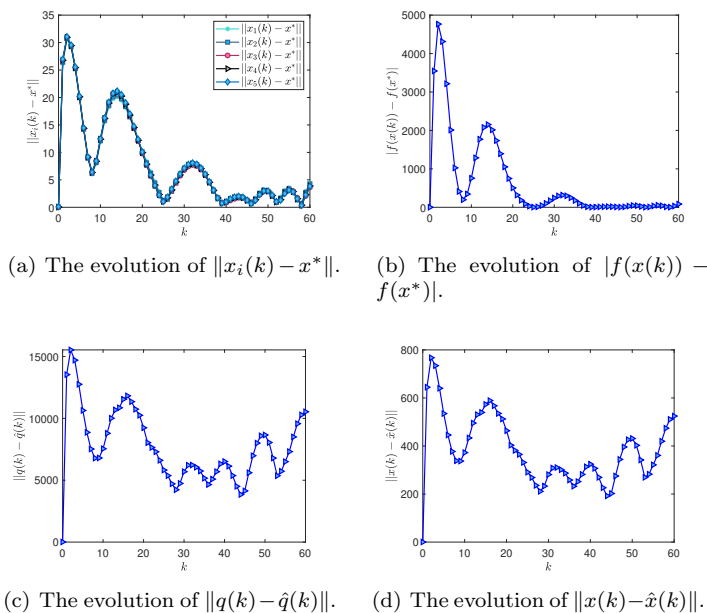 35
30
25
20
15
10
5
0
||x_i(k) − x*||
||x_1(k) − x*||
||x_2(k) − x*||
||x_3(k) − x*||
||x_4(k) − x*||
||x_5(k) − x*||
0 10 20 30 40 50 60
k
(a) The evolution of ‖x_i(k) − x*‖.
5000
4000
3000
2000
1000
0
|f(x(k)) − f(x*)|
0 10 20 30 40 50 60
k
(b) The evolution of |f(x(k)) −
f(x*)|.
15000
10000
5000
0
||q(k) − q̂(k)||
0 10 20 30 40 50 60
k
(c) The evolution of ‖q(k) − q̂(k)‖.
800
600
400
200
0
||x(k) − x̂(k)||
0 10 20 30 40 50 60
k
(d) The evolution of ‖x(k) − x̂(k)‖.